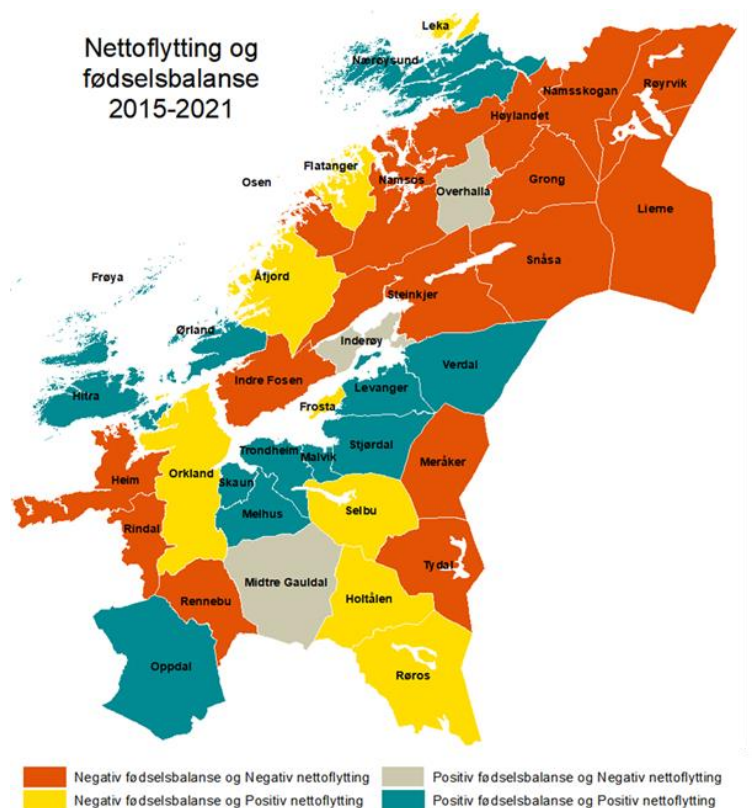 Nettoflytting og
fødselsbalanse
2015-2021
Leka
Nærøysund
Namsskogan
Røyrvik
Høylandet
Flatanger
Osen
Namsos
Overhalla
Grong
Lierne
Snåsa
Frøya
Åfjord
Steinkjer
Ørland
Inderøy
Verdal
Indre Fosen
Levanger
Hitra
Frosta
Stjørdal
Trondheim
Malvik
Meråker
Orkland
Heim
Skaun
Selbu
Melhus
Rindal
Tydal
Midtre Gauldal
Rennebu
Holtålen
Oppdal
Røros
Negativ fødselsbalanse og Negativ nettoflytting
Positiv fødselsbalanse og Negativ nettoflytting
Negativ fødselsbalanse og Positiv nettoflytting
Positiv fødselsbalanse og Positiv nettoflytting